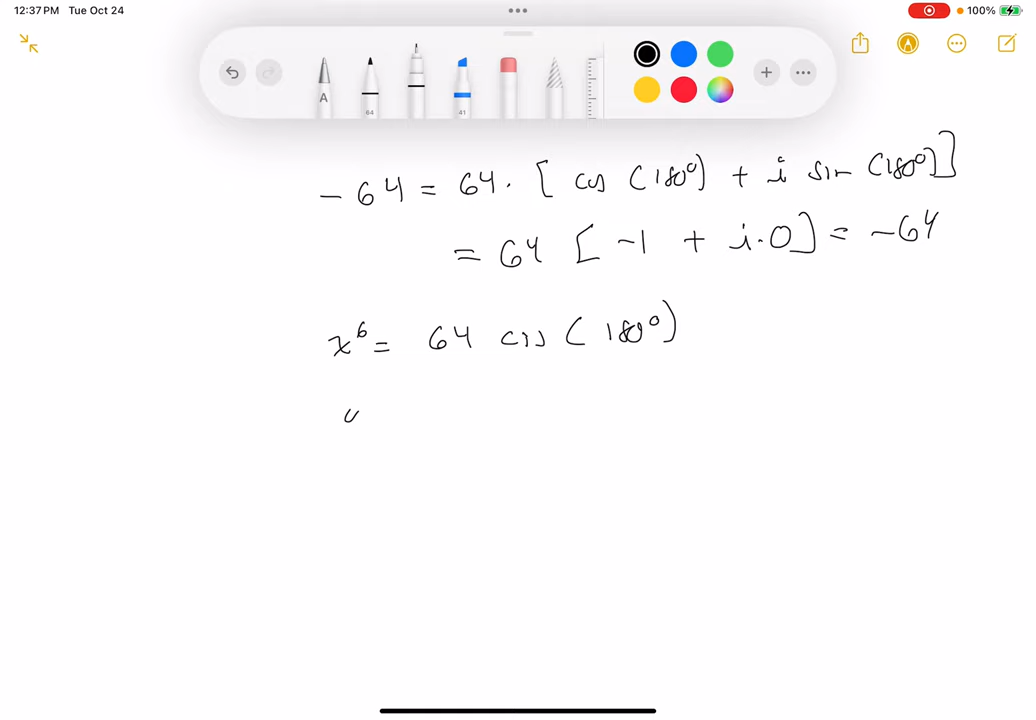 12:37 PM Tue Oct 24
100%
A
64
41
-64 = 64 · [ cos (180°) + i sin (180°)]
= 64 [ -1 + i·0] = -64
x⁶ = 64 cis (180°)